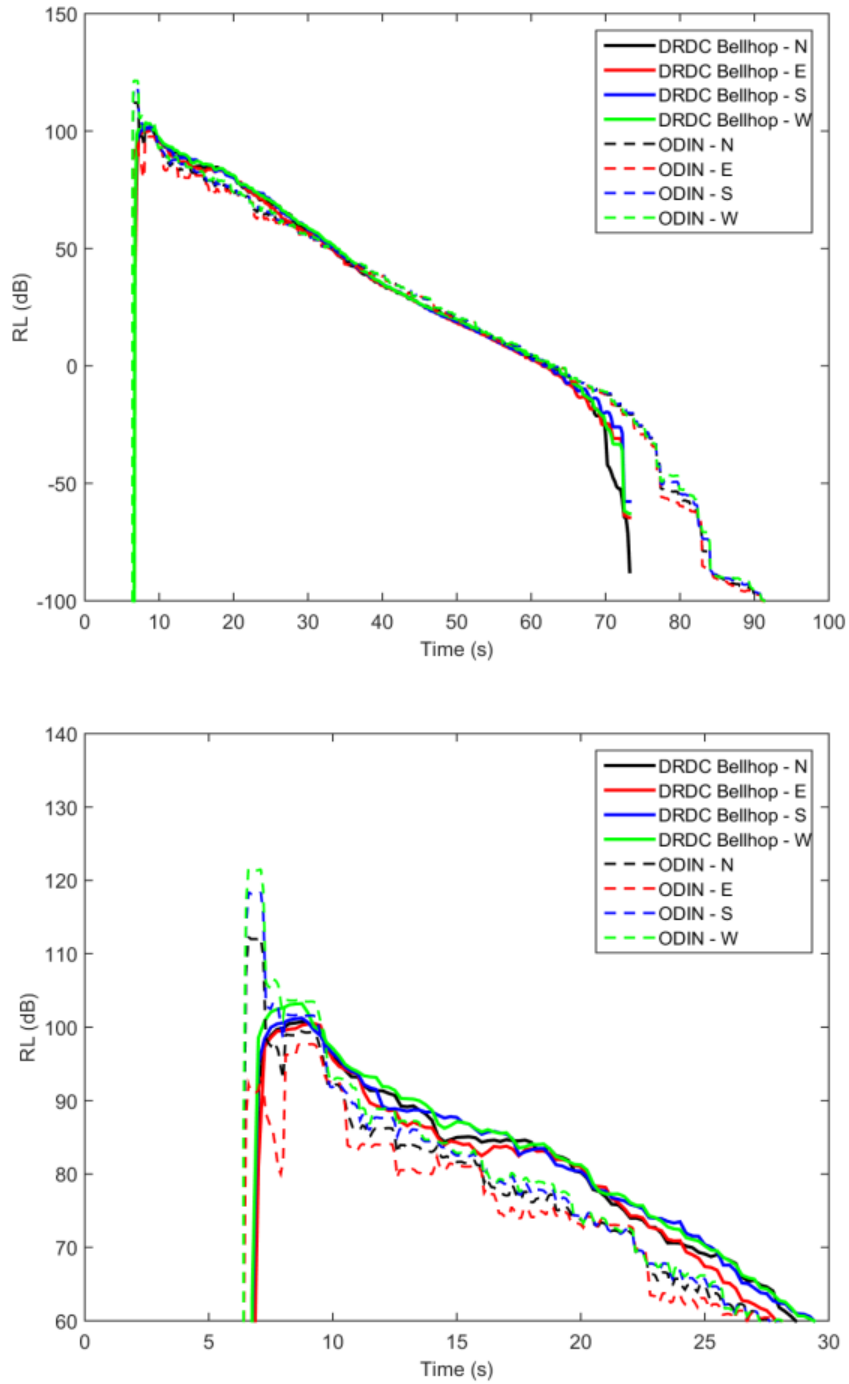 150
100
50
0
-50
-100
RL (dB)
DRDC Bellhop - N
DRDC Bellhop - E
DRDC Bellhop - S
DRDC Bellhop - W
ODIN - N
ODIN - E
ODIN - S
ODIN - W
0 10 20 30 40 50 60 70 80 90 100
Time (s)
140
130
120
110
100
90
80
70
60
RL (dB)
DRDC Bellhop - N
DRDC Bellhop - E
DRDC Bellhop - S
DRDC Bellhop - W
ODIN - N
ODIN - E
ODIN - S
ODIN - W
0 5 10 15 20 25 30
Time (s)